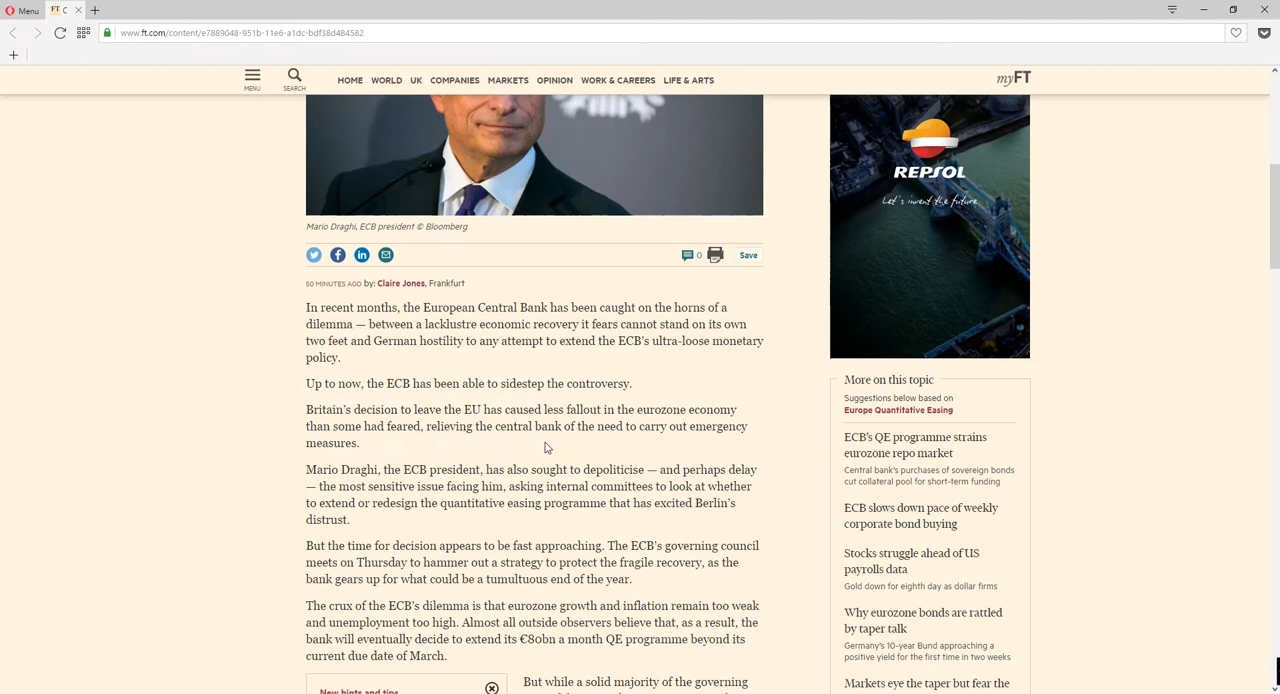 Menu
FT C
www.ft.com/content/e7889048-951b-11e6-a1dc-bdf38d484582
MENU
SEARCH
HOME WORLD UK COMPANIES MARKETS OPINION WORK & CAREERS LIFE & ARTS
myFT
Mario Draghi, ECB president © Bloomberg
0
Save
50 MINUTES AGO by: Claire Jones, Frankfurt
In recent months, the European Central Bank has been caught on the horns of a
dilemma — between a lacklustre economic recovery it fears cannot stand on its own
two feet and German hostility to any attempt to extend the ECB's ultra-loose monetary
policy.
Up to now, the ECB has been able to sidestep the controversy.
Britain's decision to leave the EU has caused less fallout in the eurozone economy
than some had feared, relieving the central bank of the need to carry out emergency
measures.
Mario Draghi, the ECB president, has also sought to depoliticise — and perhaps delay
— the most sensitive issue facing him, asking internal committees to look at whether
to extend or redesign the quantitative easing programme that has excited Berlin's
distrust.
But the time for decision appears to be fast approaching. The ECB's governing council
meets on Thursday to hammer out a strategy to protect the fragile recovery, as the
bank gears up for what could be a tumultuous end of the year.
The crux of the ECB's dilemma is that eurozone growth and inflation remain too weak
and unemployment too high. Almost all outside observers believe that, as a result, the
bank will eventually decide to extend its €80bn a month QE programme beyond its
current due date of March.
New hints and tips
But while a solid majority of the governing
REPSOL
Let's invent the future
More on this topic
Suggestions below based on
Europe Quantitative Easing
ECB's QE programme strains
eurozone repo market
Central bank's purchases of sovereign bonds
cut collateral pool for short-term funding
ECB slows down pace of weekly
corporate bond buying
Stocks struggle ahead of US
payrolls data
Gold down for eighth day as dollar firms
Why eurozone bonds are rattled
by taper talk
Germany's 10-year Bund approaching a
positive yield for the first time in two weeks
Markets eye the taper but fear the